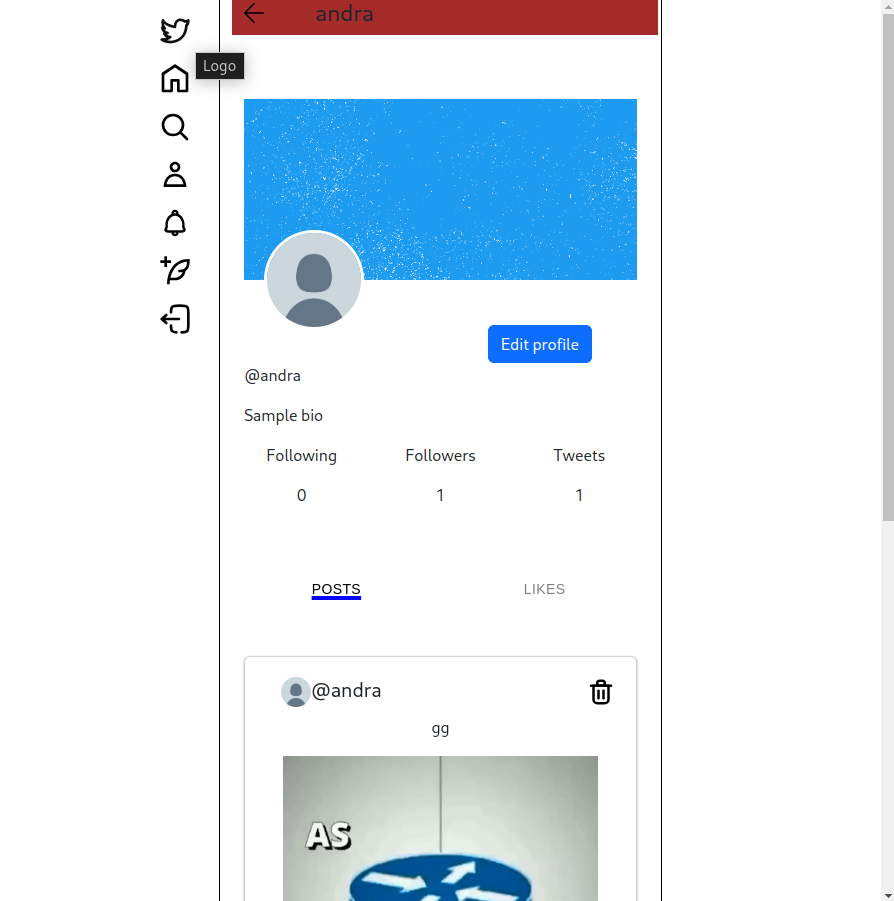 andra
Logo
Edit profile
@andra
Sample bio
Following Followers Tweets
0 1 1
POSTS LIKES
@andra
gg
AS